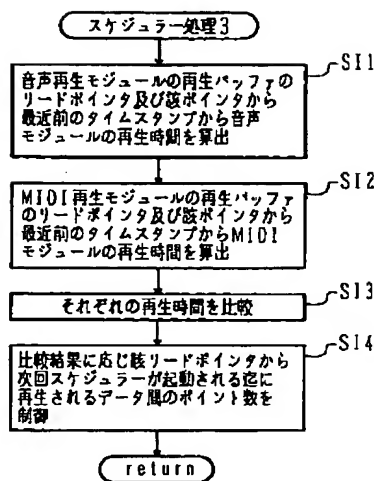 スケジュラー処理3
SI1
音声再生モジュールの再生バッファの
リードポインタ及び該ポインタから
最近前のタイムスタンプから音声
モジュールの再生時間を算出
SI2
MIDI再生モジュールの再生バッファ
のリードポインタ及び該ポインタから
最近前のタイムスタンプからMIDI
モジュールの再生時間を算出
SI3
それぞれの再生時間を比較
SI4
比較結果に応じ該リードポインタから
次回スケジュラーが起動される迄に
再生されるデータ間のポイント数を
制御
return